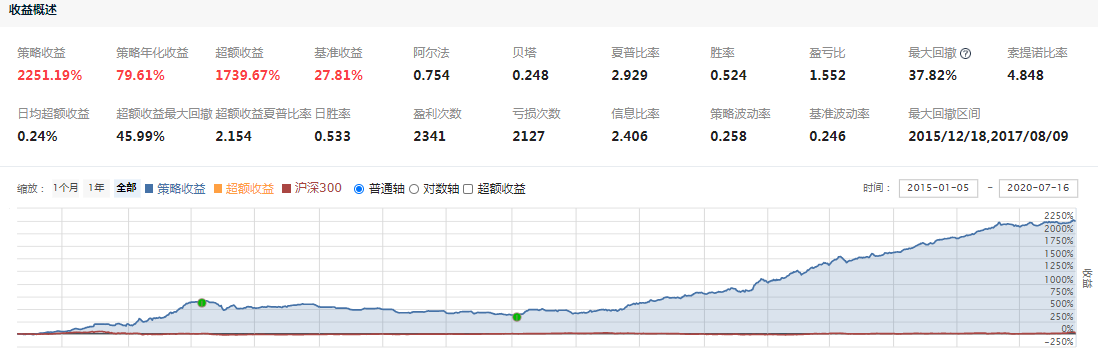 收益概述
策略收益 策略年化收益 超额收益 基准收益 阿尔法 贝塔 夏普比率 胜率 盈亏比 最大回撤 ? 索提诺比率
2251.19% 79.61% 1739.67% 27.81% 0.754 0.248 2.929 0.524 1.552 37.82% 4.848
日均超额收益 超额收益最大回撤 超额收益夏普比率 日胜率 盈利次数 亏损次数 信息比率 策略波动率 基准波动率 最大回撤区间
0.24% 45.99% 2.154 0.533 2341 2127 2.406 0.258 0.246 2015/12/18,2017/08/09
缩放： 1个月 1年 全部 策略收益 超额收益 沪深300 普通轴 对数轴 超额收益 时间： 2015-01-05 - 2020-07-16
2250%
2000%
1750%
1500%
1250%
1000%
750%
500%
250%
0%
-250%
收益